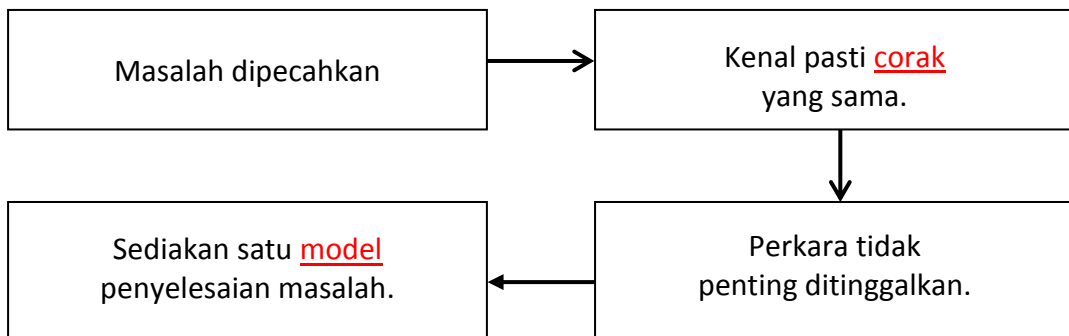 Masalah dipecahkan
Kenal pasti corak
yang sama.
Perkara tidak
penting ditinggalkan.
Sediakan satu model
penyelesaian masalah.